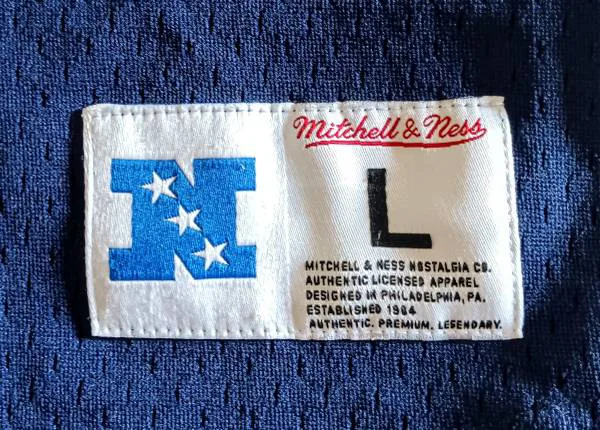 Mitchell & Ness
N
L
MITCHELL & NESS NOSTALGIA CO.
AUTHENTIC LICENSED APPAREL
DESIGNED IN PHILADELPHIA, PA.
ESTABLISHED 1904
AUTHENTIC. PREMIUM. LEGENDARY.